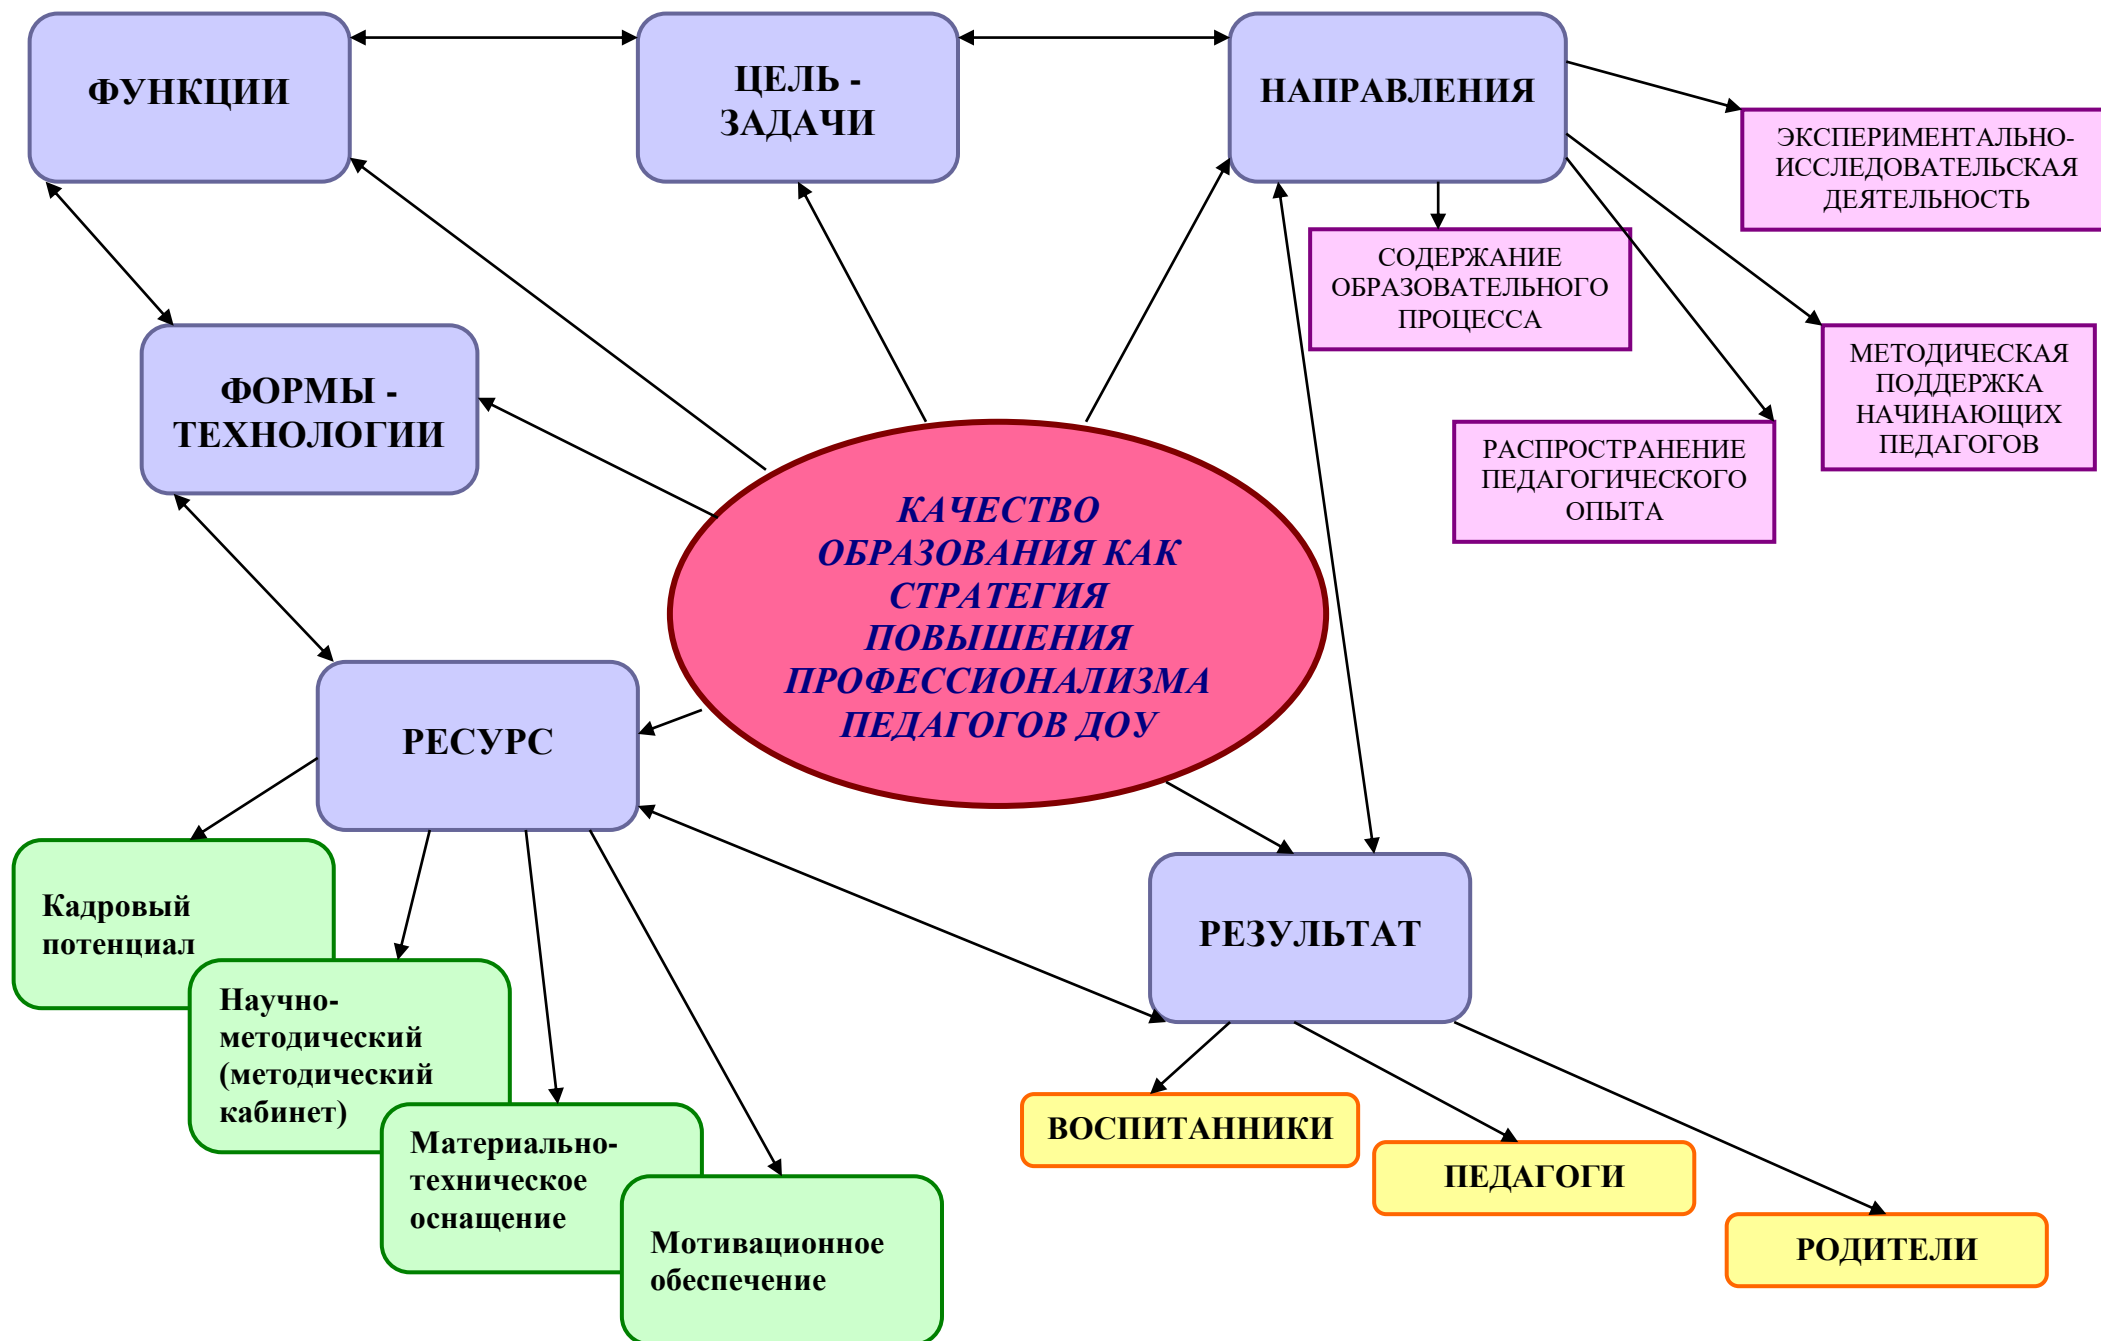 ФУНКЦИИ
ЦЕЛЬ -
ЗАДАЧИ
НАПРАВЛЕНИЯ
ЭКСПЕРИМЕНТАЛЬНО-
ИССЛЕДОВАТЕЛЬСКАЯ
ДЕЯТЕЛЬНОСТЬ
СОДЕРЖАНИЕ
ОБРАЗОВАТЕЛЬНОГО
ПРОЦЕССА
МЕТОДИЧЕСКАЯ
ПОДДЕРЖКА
НАЧИНАЮЩИХ
ПЕДАГОГОВ
РАСПРОСТРАНЕНИЕ
ПЕДАГОГИЧЕСКОГО
ОПЫТА
ФОРМЫ -
ТЕХНОЛОГИИ
КАЧЕСТВО
ОБРАЗОВАНИЯ КАК
СТРАТЕГИЯ
ПОВЫШЕНИЯ
ПРОФЕССИОНАЛИЗМА
ПЕДАГОГОВ ДОУ
РЕСУРС
РЕЗУЛЬТАТ
Кадровый
потенциал
Научно-
методический
(методический
кабинет)
Материально-
техническое
оснащение
Мотивационное
обеспечение
ВОСПИТАННИКИ
ПЕДАГОГИ
РОДИТЕЛИ